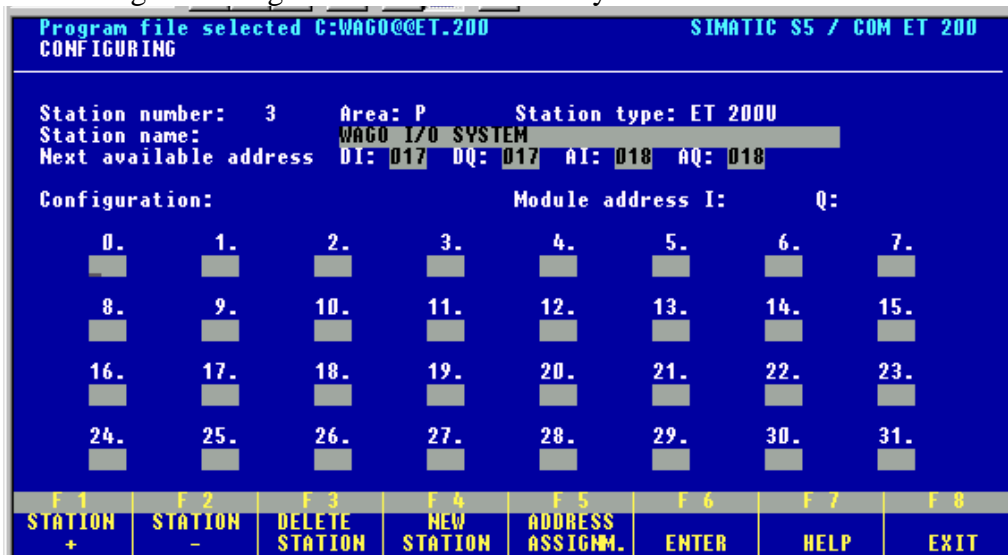 Program file selected C:WAGO@@ET.200 SIMATIC S5 / COM ET 200
CONFIGURING
Station number: 3 Area: P Station type: ET 200U
Station name: WAGO I/O SYSTEM
Next available address DI: 017 DQ: 017 AI: 018 AQ: 018
Configuration: Module address I: Q:
0. 1. 2. 3. 4. 5. 6. 7.
8. 9. 10. 11. 12. 13. 14. 15.
16. 17. 18. 19. 20. 21. 22. 23.
24. 25. 26. 27. 28. 29. 30. 31.
F 1 F 2 F 3 F 4 F 5 F 6 F 7 F 8
STATION STATION DELETE NEW ADDRESS
+ - STATION STATION ASSIGNM. ENTER HELP EXIT